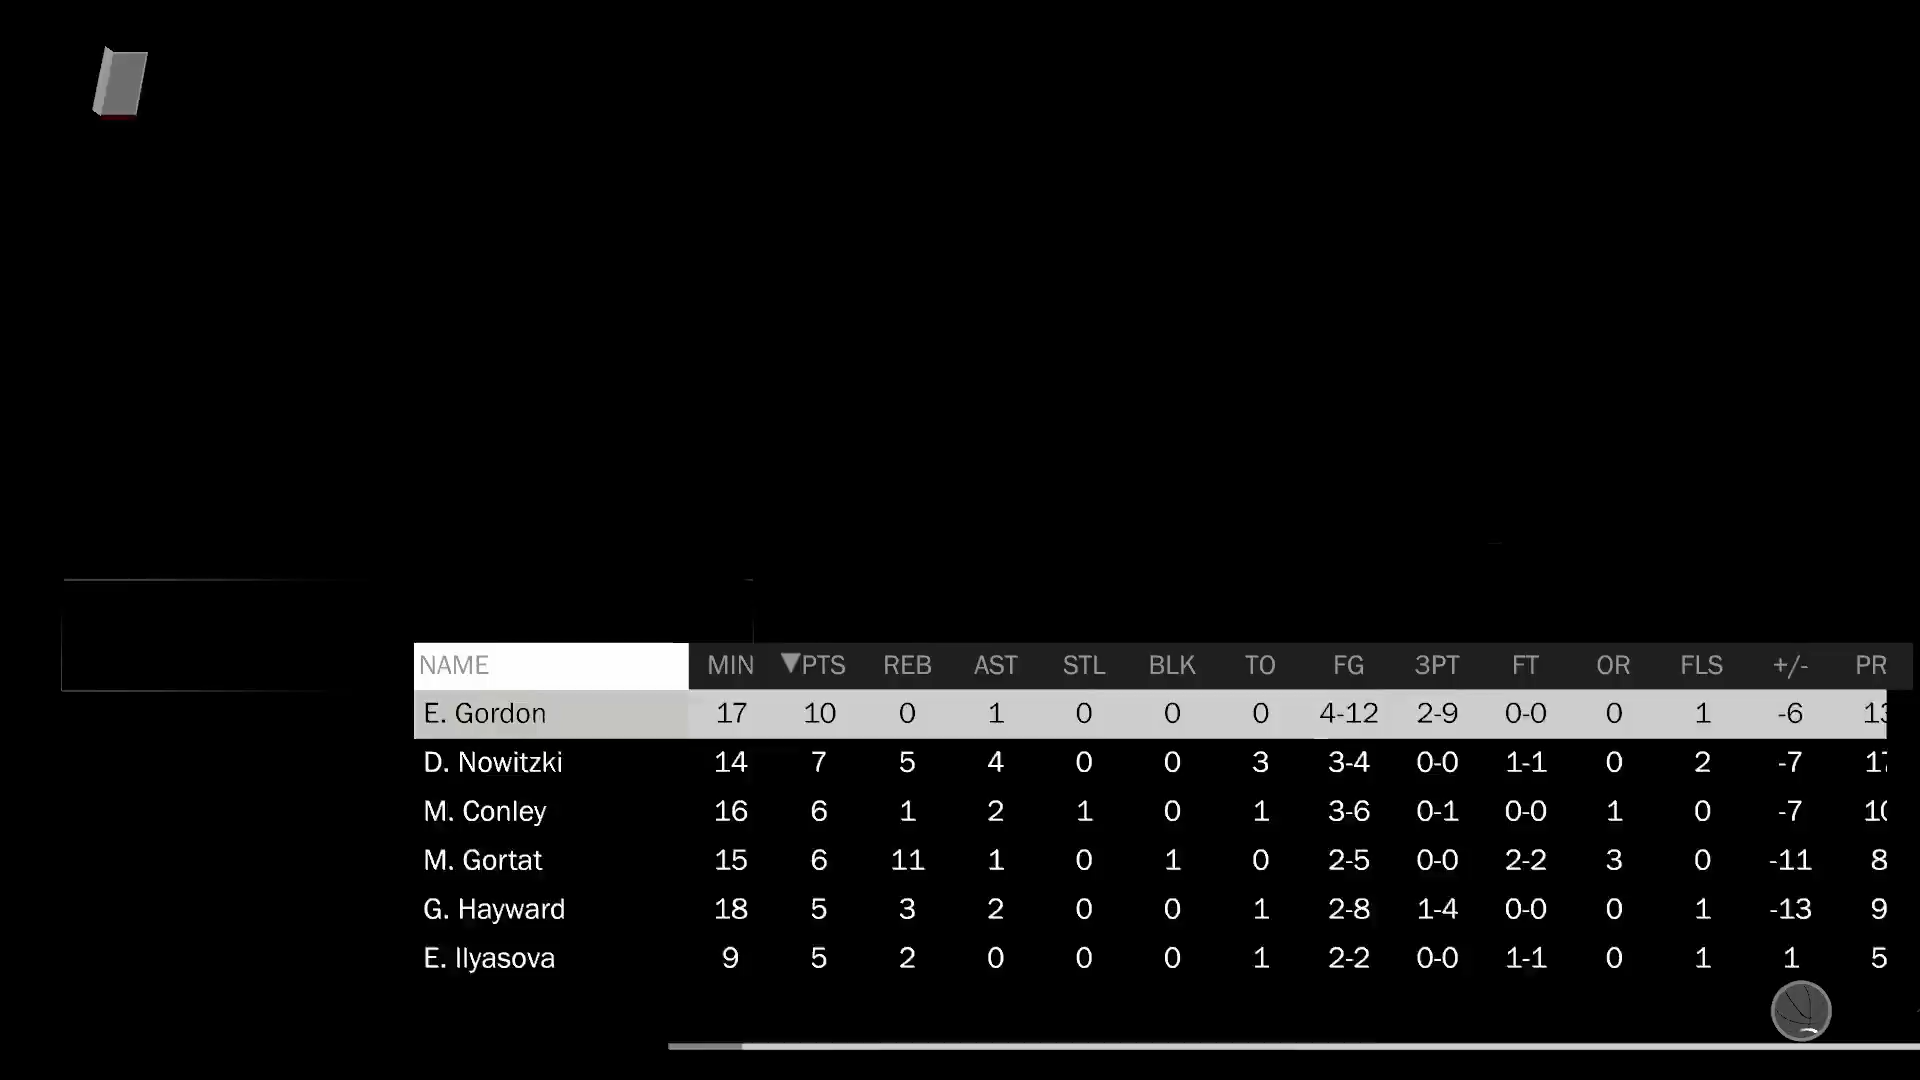 NAME MIN ▼PTS REB AST STL BLK TO FG 3PT FT OR FLS +/- PR
E. Gordon 17 10 0 1 0 0 0 4-12 2-9 0-0 0 1 -6
D. Nowitzki 14 7 5 4 0 0 3 3-4 0-0 1-1 0 2 -7
M. Conley 16 6 1 2 1 0 1 3-6 0-1 0-0 1 0 -7
M. Gortat 15 6 11 1 0 1 0 2-5 0-0 2-2 3 0 -11 8
G. Hayward 18 5 3 2 0 0 1 2-8 1-4 0-0 0 1 -13 9
E. Ilyasova 9 5 2 0 0 0 1 2-2 0-0 1-1 0 1 1 5